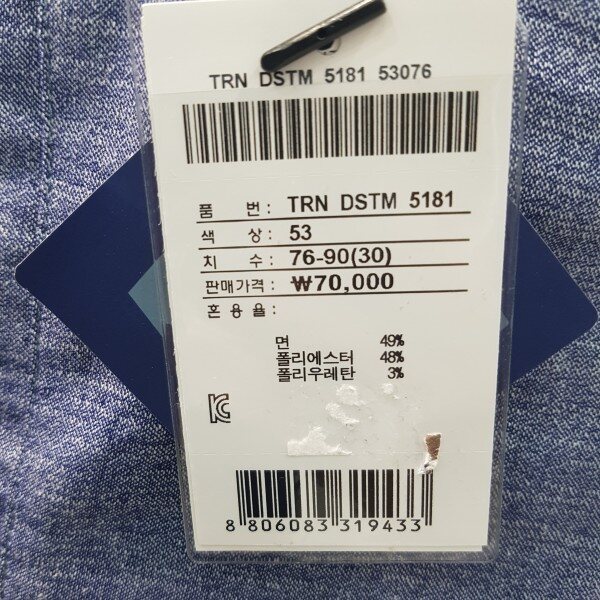 TRN DSTM 5181 53076
품 번 : TRN DSTM 5181
색 상 : 53
치 수 : 76-90(30)
판매가격 : ₩70,000
혼 용 율 :
면 49%
폴리에스터 48%
폴리우레탄 3%
KC
8 806083 319433